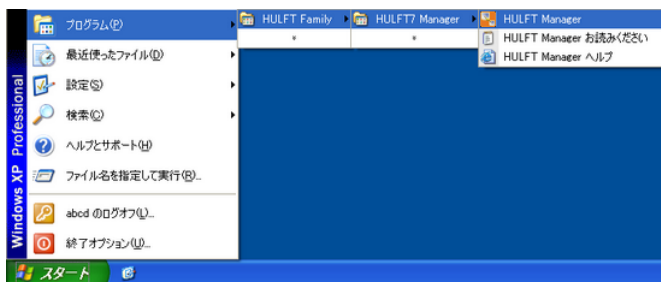 プログラム(P)
HULFT Family
HULFT7 Manager
HULFT Manager
HULFT Manager お読みください
HULFT Manager ヘルプ
最近使ったファイル(D)
設定(S)
検索(C)
ヘルプとサポート(H)
ファイル名を指定して実行(R)...
abcd のログオフ(L)...
終了オプション(U)...
Windows XP Professional
スタート